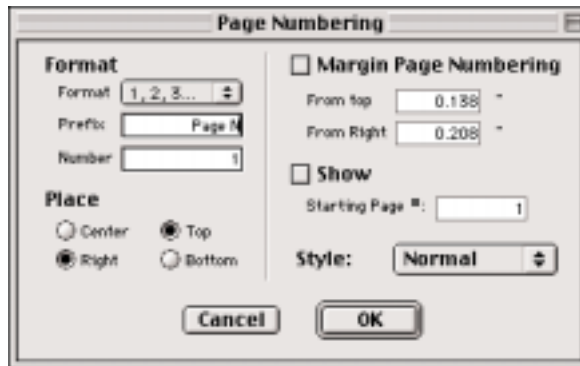 Page Numbering
Format
Format 1, 2, 3...
Prefix Page N
Number 1
Place
Center Top
Right Bottom
Margin Page Numbering
From top 0.138 "
From Right 0.208 "
Show
Starting Page #: 1
Style: Normal
Cancel OK